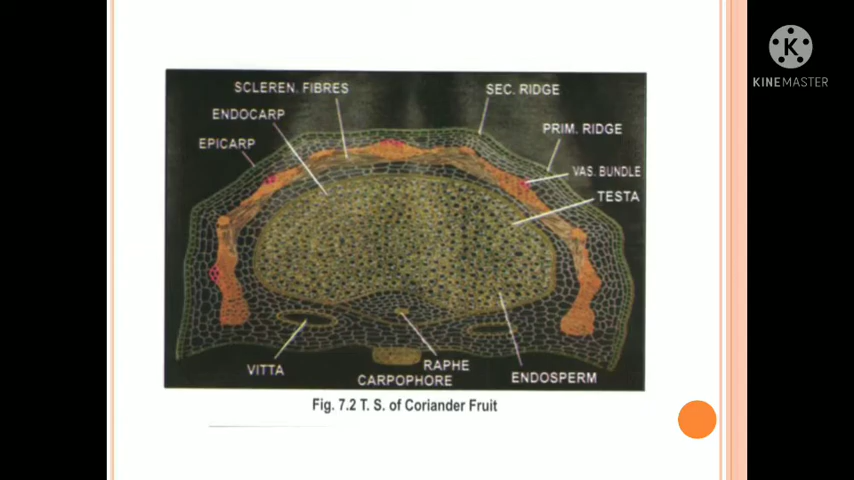 SCLEREN. FIBRES
SEC. RIDGE
ENDOCARP
PRIM. RIDGE
EPICARP
VAS. BUNDLE
TESTA
VITTA
RAPHE
CARPOPHORE
ENDOSPERM
Fig. 7.2 T. S. of Coriander Fruit
K
KINEMASTER